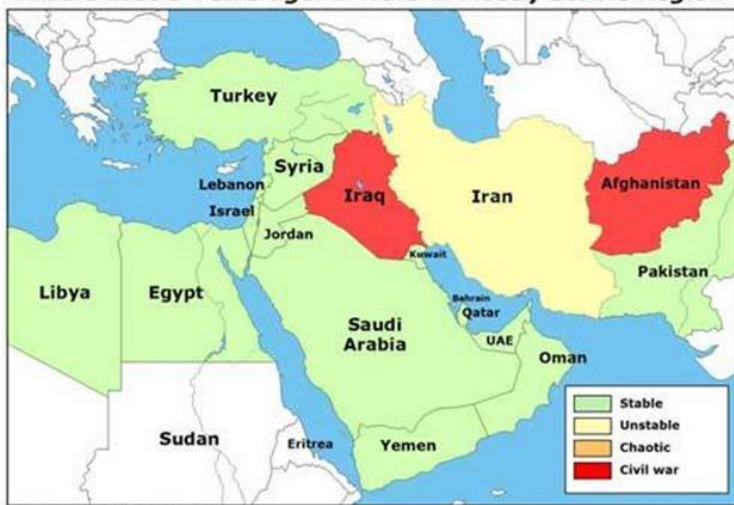 Turkey
Syria
Lebanon
Iraq
Iran
Afghanistan
Israel
Jordan
Kuwait
Pakistan
Libya
Egypt
Bahrain
Qatar
Saudi
Arabia
UAE
Oman
Stable
Unstable
Sudan
Eritrea
Yemen
Chaotic
Civil war